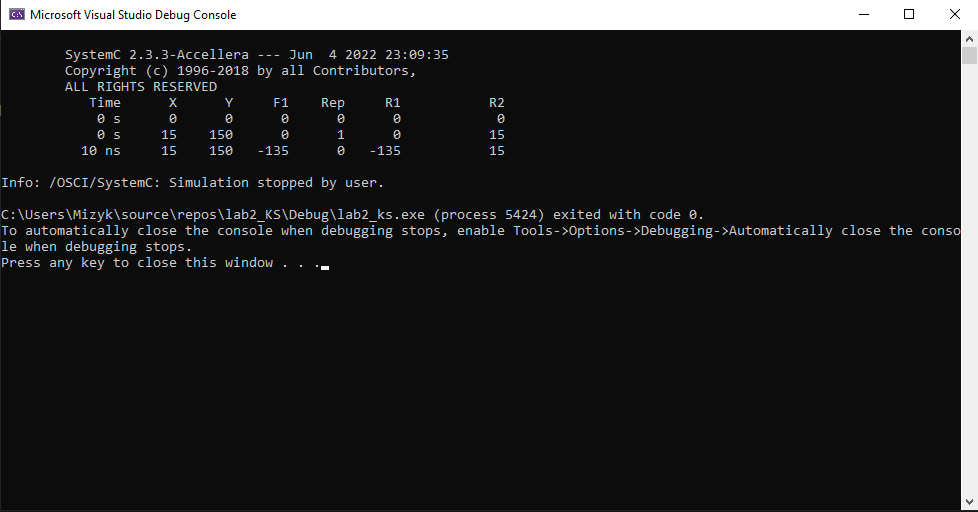 Microsoft Visual Studio Debug Console
SystemC 2.3.3-Accellera --- Jun  4 2022 23:09:35
Copyright (c) 1996-2018 by all Contributors,
ALL RIGHTS RESERVED
Time      X      Y     F1    Rep     R1           R2
0 s      0      0      0      0      0            0
0 s     15    150      0      1      0           15
10 ns     15    150   -135      0   -135           15
Info: /OSCI/SystemC: Simulation stopped by user.
C:\Users\Mizyk\source\repos\lab2_KS\Debug\lab2_ks.exe (process 5424) exited with code 0.
To automatically close the console when debugging stops, enable Tools->Options->Debugging->Automatically close the conso
le when debugging stops.
Press any key to close this window . . .